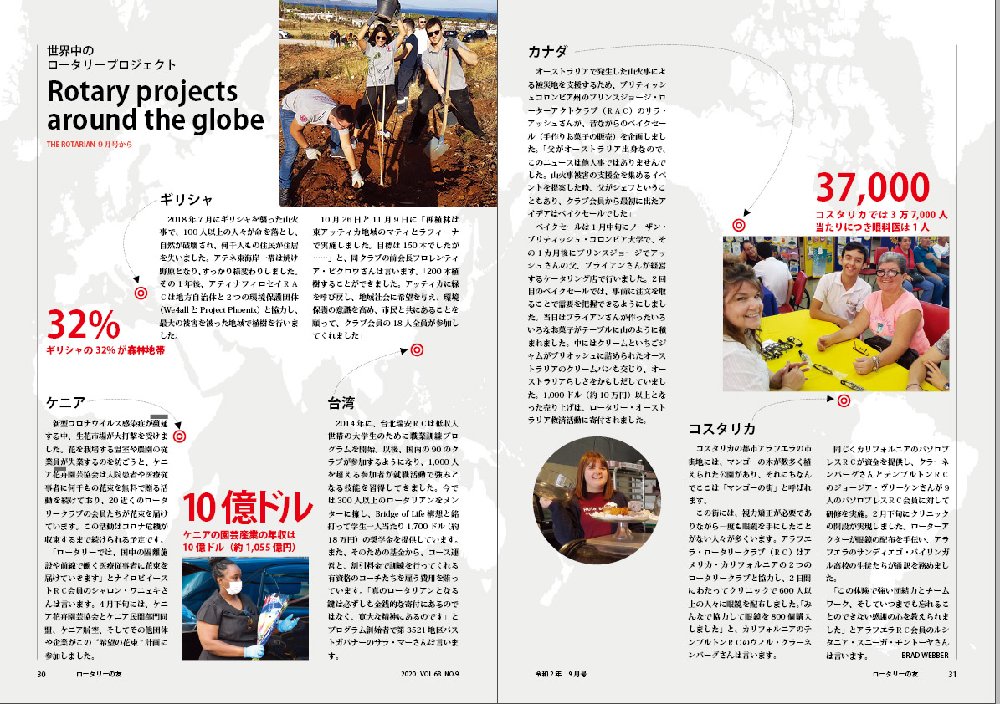 世界中の
ロータリープロジェクト
Rotary projects
around the globe
THE ROTARIAN 9月号から
ギリシャ
2018年7月にギリシャを襲った山火
事で、100人以上の人々が命を落とし、
自然が破壊され、何千人もの住民が住居
を失いました。アテネ東海岸一帯は焼け
野原となり、すっかり様変わりしました。
その1年後、アティナフィロセイRA
Cは地方自治体と2つの環境保護団体
(We4allとProject Phoenix)と協力し、
最大の被害を被った地域で植樹を行いま
した。
10月26日と11月9日に「再植林は
東アッティカ地域のマティとラフィーナ
で実施しました。目標は150本でしたが
……」と、同クラブの前会長フロレンティ
ア・ビクロウさんは言います。「200本植
樹することができました。アッティカに緑
を呼び戻し、地域社会に希望を与え、環境
保護の意識を高め、市民と共にあることを
願って、クラブ会員の18人全員が参加し
てくれました」
32%
ギリシャの32%が森林地帯
ケニア
新型コロナウイルス感染症が蔓延
する中、生花市場が大打撃を受けま
した。花を栽培する温室や農園の従
業員が失業するのを防ごうと、ケニ
ア花卉園芸協会は入院患者や医療従
事者に何千もの花束を無料で贈る活
動を続けており、20近くのロータ
リークラブの会員たちが花束を届け
ています。この活動はコロナ危機が
収束するまで続けられる予定です。
「ロータリーでは、国中の隔離施
設や前線で働く医療従事者に花束を
届けていきます」とナイロビイース
トRC会員のシャロン・ワニェキさ
んは言います。4月下旬には、ケニ
ア花卉園芸協会とケニア民間部門同
盟、ケニア航空、そしてその他団体
や企業がこの“希望の花束”計画に
参加しました。
10億ドル
ケニアの園芸産業の年収は
10億ドル(約1,055億円)
台湾
2014年に、台北瑞安RCは低収入
世帯の大学生のために職業訓練プロ
グラムを開始。以後、国内の90のク
ラブが参加するようになり、1,000人
を超える参加者が就職活動で強みと
なる技能を習得してきました。今で
は300人以上のロータリアンをメン
ターに擁し、Bridge of Life構想と銘
打って学生一人当たり1,700ドル(約
18万円)の奨学金を提供しています。
また、そのための基金から、コース運
営と、割引料金で訓練を行ってくれる
有資格のコーチたちを雇う費用を賄っ
ています。「真のロータリアンとなる
鍵は必ずしも金銭的な寄付にあるので
はなく、寛大な精神にあるのです」と
プログラム創始者で第3521地区パス
トガバナーのサラ・マーさんは言いま
す。
30
ロータリーの友
2020 VOL.68 NO.9
カナダ
オーストラリアで発生した山火事によ
る被災地を支援するため、ブリティッシ
ュコロンビア州のプリンスジョージ・ロ
ーターアクトクラブ(RAC)のサラ・
アッシュさんが、昔ながらのベイクセー
ル(手作りお菓子の販売)を企画しまし
た。「父がオーストラリア出身なので、
このニュースは他人事ではありませんで
した。山火事被害の支援金を集めるイベ
ントを提案した時、父がシェフというこ
ともあり、クラブ会員から最初に出たア
イデアはベイクセールでした」
ベイクセールは1月中旬にノーザン・
ブリティッシュ・コロンビア大学で、そ
の1カ月後にプリンスジョージでアッ
シュさんの父、ブライアンさんが経営
するケータリング店で行いました。2回
目のベイクセールでは、事前に注文を取
ることで需要を把握できるようにしまし
た。当日はブライアンさんが作ったいろ
いろなお菓子がテーブルに山のように積
まれました。中にはクリームといちごジ
ャムがブリオッシュに詰められたオース
トラリアのクリームバンも交じり、オー
ストラリアらしさをかもしだしていまし
た。1,000ドル(約10万円)以上とな
った売り上げは、ロータリー・オースト
ラリア救済活動に寄付されました。
37,000
コスタリカでは3万7,000人
当たりにつき眼科医は1人
コスタリカ
コスタリカの都市アラフエラの市
街地には、マンゴーの木が数多く植
えられた公園があり、それにちなん
でここは「マンゴーの街」と呼ばれ
ます。
この街には、視力矯正が必要であ
りながら一度も眼鏡を手にしたこと
がない人々が多くいます。アラフエ
ラ・ロータリークラブ(RC)はア
メリカ・カリフォルニアの2つの
ロータリークラブと協力し、2日間
にわたってクリニックで600人以
上の人々に眼鏡を配布しました。「み
んなで協力して眼鏡を800個購入
しました」と、カリフォルニアのテ
ンプルトンRCのウィル・クラーネ
ンバーグさんは言います。
同じくカリフォルニアのパソロブ
レスRCが資金を提供し、クラーネ
ンバーグさんとテンプルトンRC
のジョージア・ヴリーケンさんが9
人のパソロブレスRC会員に対して
研修を実施。2月下旬にクリニック
の開設が実現しました。ローターア
クターが眼鏡の配布を手伝い、アラ
フエラのサンディエゴ・バイリンガ
ル高校の生徒たちが通訳を務めまし
た。
「この体験で強い団結力とチーム
ワーク、そしていつまでも忘れるこ
とのできない感謝の心を教えられま
した」とアラフエラRC会員のルシ
タニア・スニーガ・モントーヤさん
は言います。 -BRAD WEBBER
令和2年 9月号
ロータリーの友
31